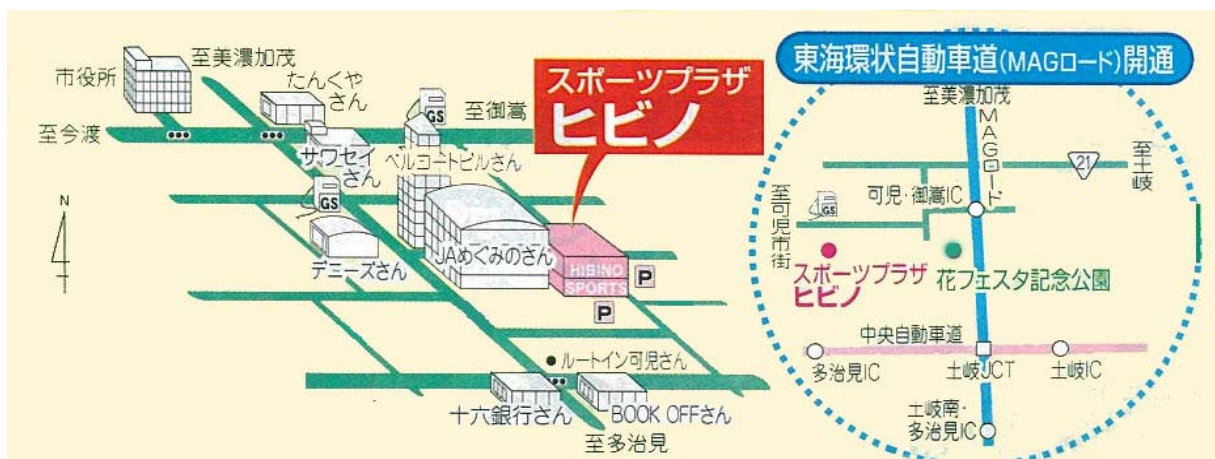 市役所
至美濃加茂
たんくや
さん
至今渡
GS
至御嵩
サワセイ
さん
ベルコートビルさん
GS
デニーズさん
JAめぐみのさん
スポーツプラザ
ヒビノ
HIBINO
SPORTS
P
P
N
ルートイン可児さん
十六銀行さん
BOOK OFFさん
至多治見
東海環状自動車道(MAGロード)開通
至美濃加茂
MAGロード
21
至土岐
可児・御嵩IC
至可児市街
GS
スポーツプラザ
ヒビノ
花フェスタ記念公園
中央自動車道
多治見IC
土岐JCT
土岐IC
土岐南・
多治見IC